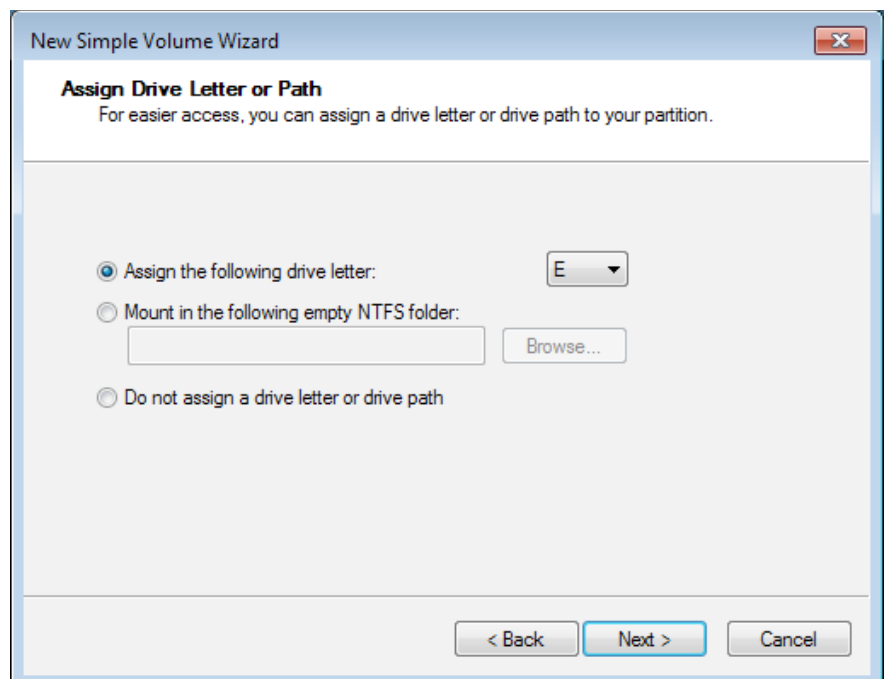 New Simple Volume Wizard
Assign Drive Letter or Path
For easier access, you can assign a drive letter or drive path to your partition.
Assign the following drive letter: E
Mount in the following empty NTFS folder:
Browse...
Do not assign a drive letter or drive path
< Back Next > Cancel